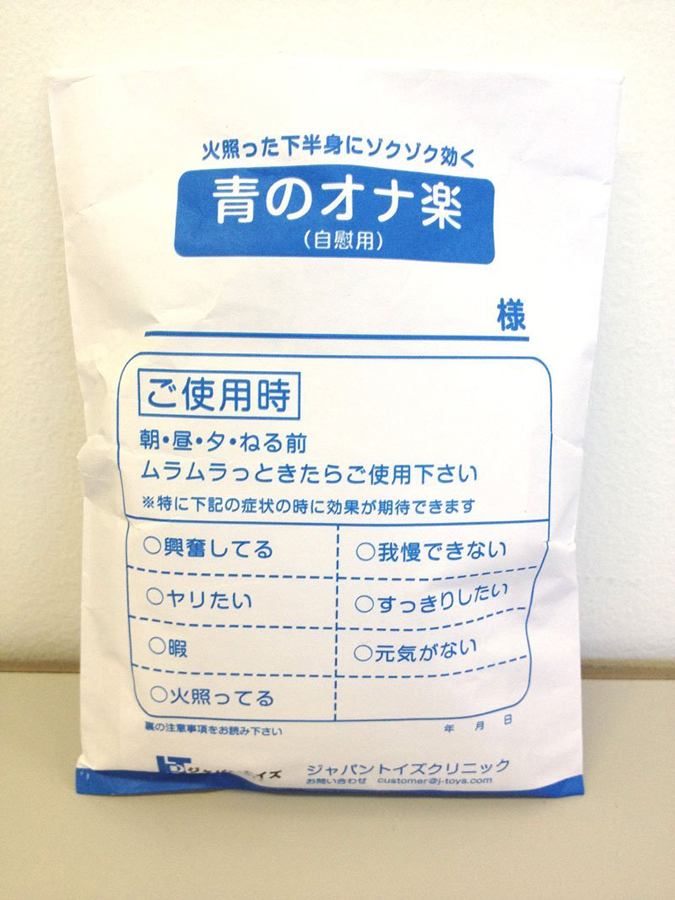 火照った下半身にゾクゾク効く
青のオナ楽
(自慰用)
様
ご使用時
朝・昼・夕・ねる前
ムラムラっときたらご使用下さい
※特に下記の症状の時に効果が期待できます
○興奮してる ○我慢できない
○ヤリたい ○すっきりしたい
○暇 ○元気がない
○火照ってる
裏の注意事項をお読み下さい 年 月 日
ジャパントイズクリニック
お問い合わせ customer@j-toys.com